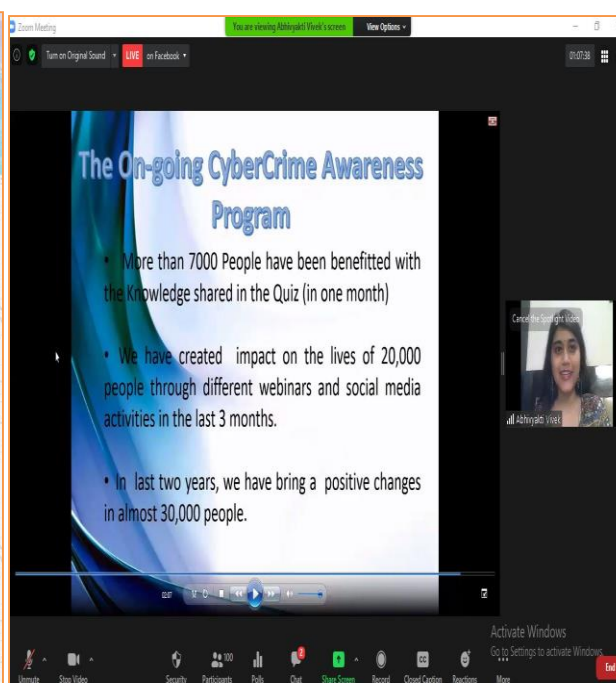 Zoom Meeting
You are viewing Abhivyakti Vivek's screen
View Options
Turn on Original Sound
LIVE on Facebook
01:07:38
The On-going CyberCrime Awareness
Program
• More than 7000 People have been benefitted with
the Knowledge shared in the Quiz (in one month)
• We have created impact on the lives of 20,000
people through different webinars and social media
activities in the last 3 months.
• In last two years, we have bring a positive changes
in almost 30,000 people.
Cancel the Spotlight Video
Abhivyakti Vivek
02:07
Activate Windows
Go to Settings to activate Windows.
100
2
CC
Unmute
Stop Video
Security
Participants
Polls
Chat
Share Screen
Record
Closed Caption
Reactions
More
End